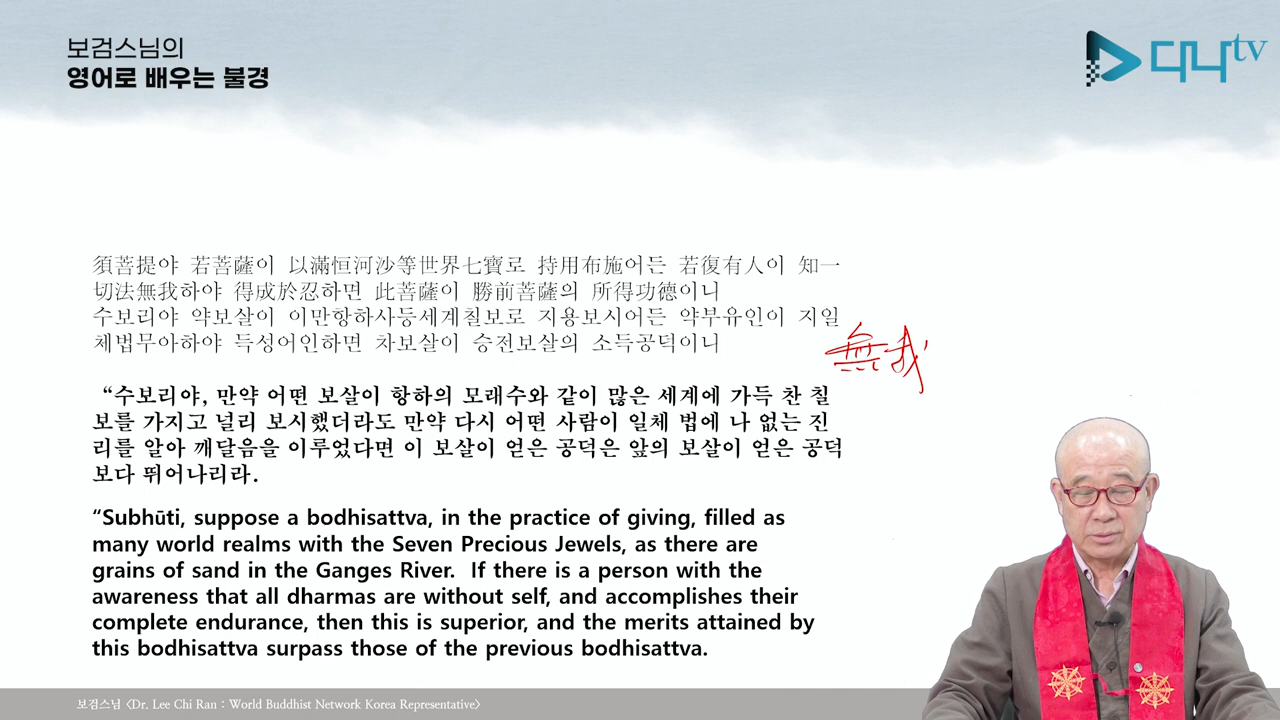 보검스님의
영어로 배우는 불경
디나tv
須菩提야 若菩薩이 以滿恒河沙等世界七寶로 持用布施어든 若復有人이 知一
切法無我하야 得成於忍하면 此菩薩이 勝前菩薩의 所得功德이니
수보리야 약보살이 이만항하사등세계칠보로 지용보시어든 약부유인이 지일
체법무아하야 득성어인하면 차보살이 승전보살의 소득공덕이니
無我
“수보리야, 만약 어떤 보살이 항하의 모래수와 같이 많은 세계에 가득 찬 칠
보를 가지고 널리 보시했더라도 만약 다시 어떤 사람이 일체 법에 나 없는 진
리를 알아 깨달음을 이루었다면 이 보살이 얻은 공덕은 앞의 보살이 얻은 공덕
보다 뛰어나리라.
“Subhūti, suppose a bodhisattva, in the practice of giving, filled as
many world realms with the Seven Precious Jewels, as there are
grains of sand in the Ganges River.  If there is a person with the
awareness that all dharmas are without self, and accomplishes their
complete endurance, then this is superior, and the merits attained by
this bodhisattva surpass those of the previous bodhisattva.
보검스님 <Dr. Lee Chi Ran : World Buddhist Network Korea Representative>